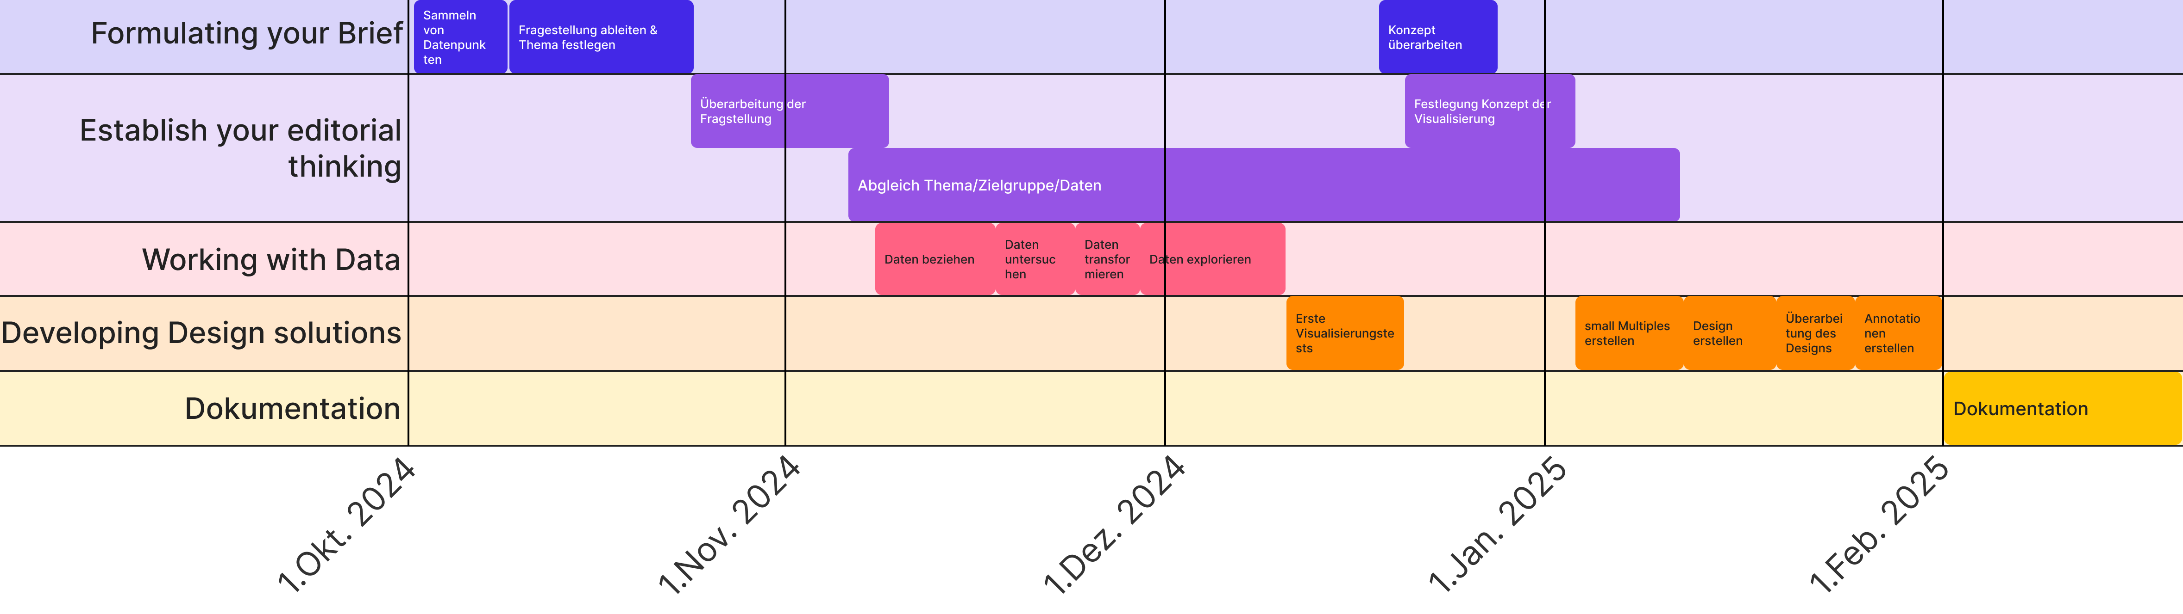 Formulating your Brief
Sammeln
von
Datenpunk
ten
Fragestellung ableiten &
Thema festlegen
Konzept
überarbeiten
Establish your editorial
thinking
Überarbeitung der
Fragstellung
Festlegung Konzept der
Visualisierung
Abgleich Thema/Zielgruppe/Daten
Working with Data
Daten beziehen
Daten
untersuc
hen
Daten
transfor
mieren
Daten explorieren
Developing Design solutions
Erste
Visualisierungste
sts
small Multiples
erstellen
Design
erstellen
Überarbei
tung des
Designs
Annotatio
nen
erstellen
Dokumentation
Dokumentation
1.Okt. 2024
1.Nov. 2024
1.Dez. 2024
1.Jan. 2025
1.Feb. 2025